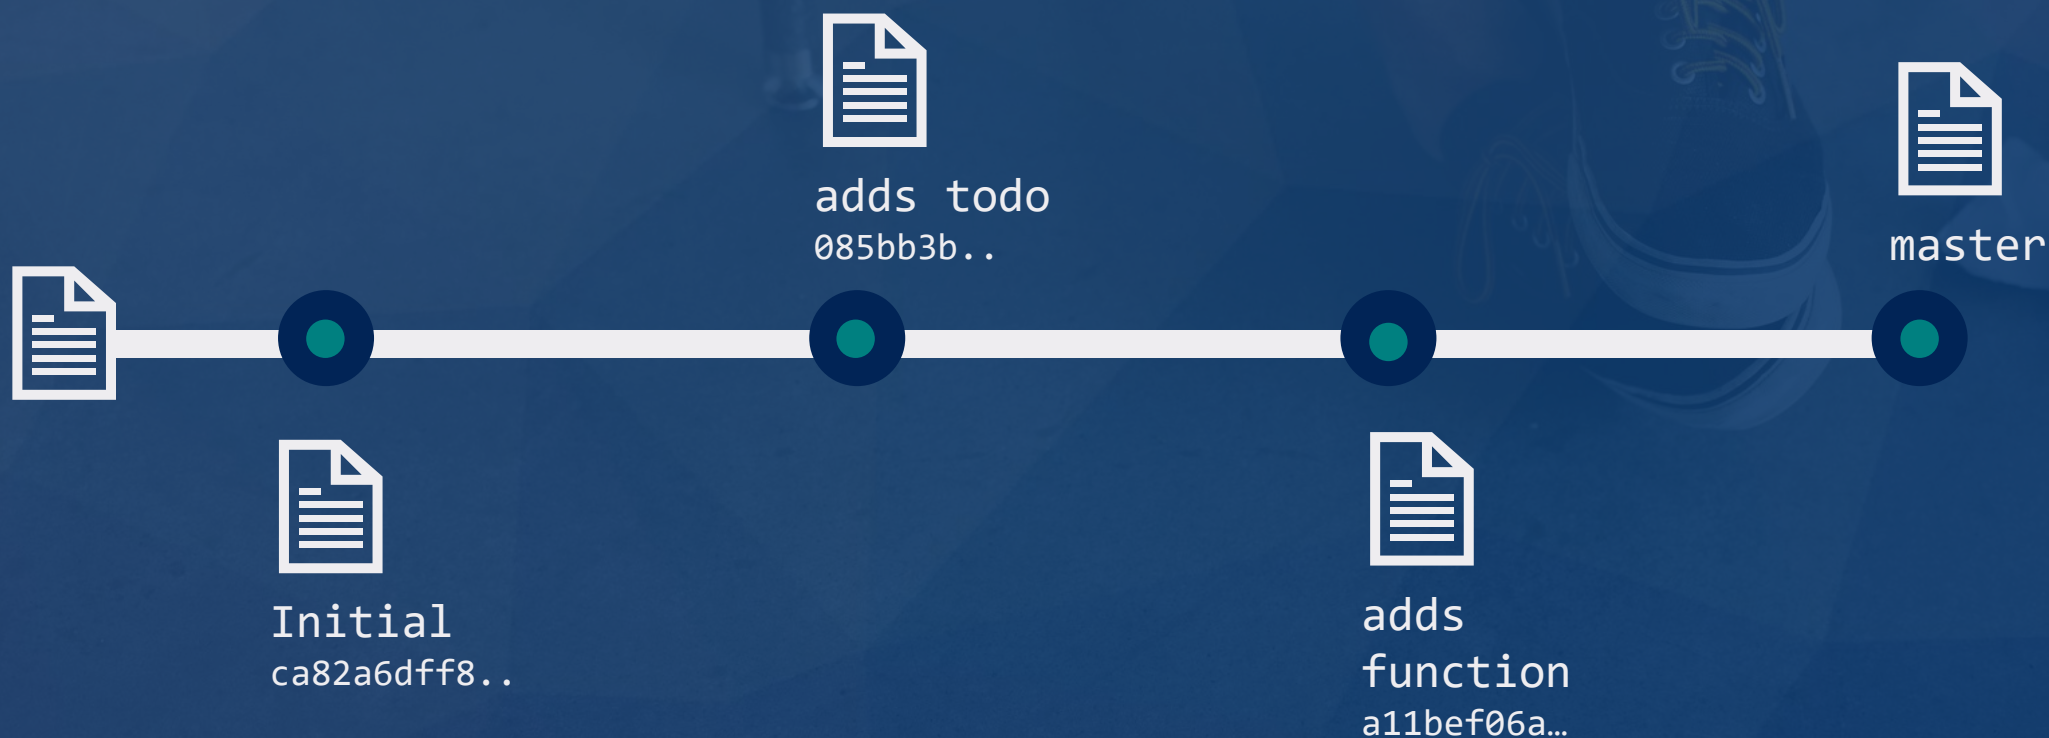 adds todo
085bb3b..
master
Initial
ca82a6dff8..
adds
function
a11bef06a…